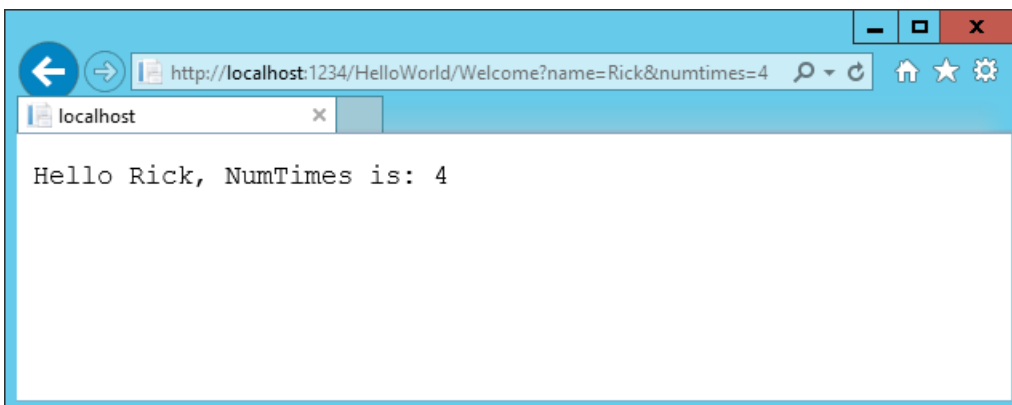 http://localhost:1234/HelloWorld/Welcome?name=Rick&numtimes=4
localhost
Hello Rick, NumTimes is: 4